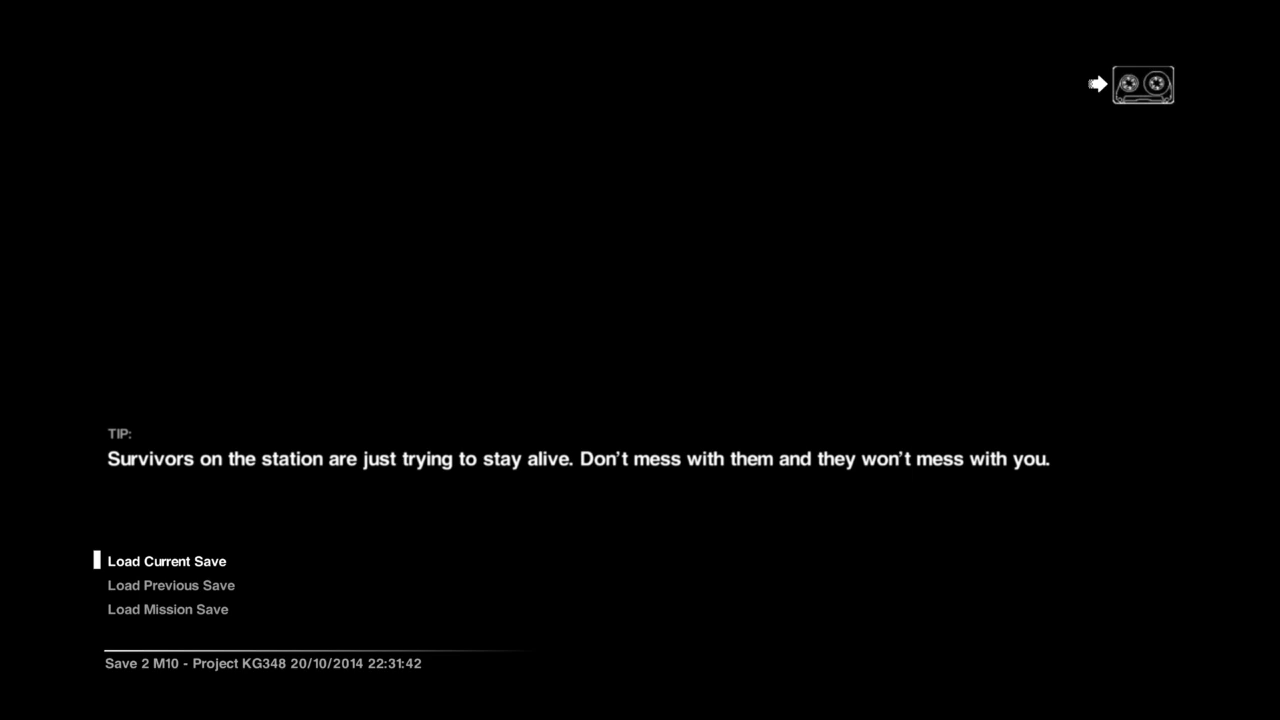 TIP:
Survivors on the station are just trying to stay alive. Don’t mess with them and they won’t mess with you.
Load Current Save
Load Previous Save
Load Mission Save
Save 2 M10 - Project KG348 20/10/2014 22:31:42